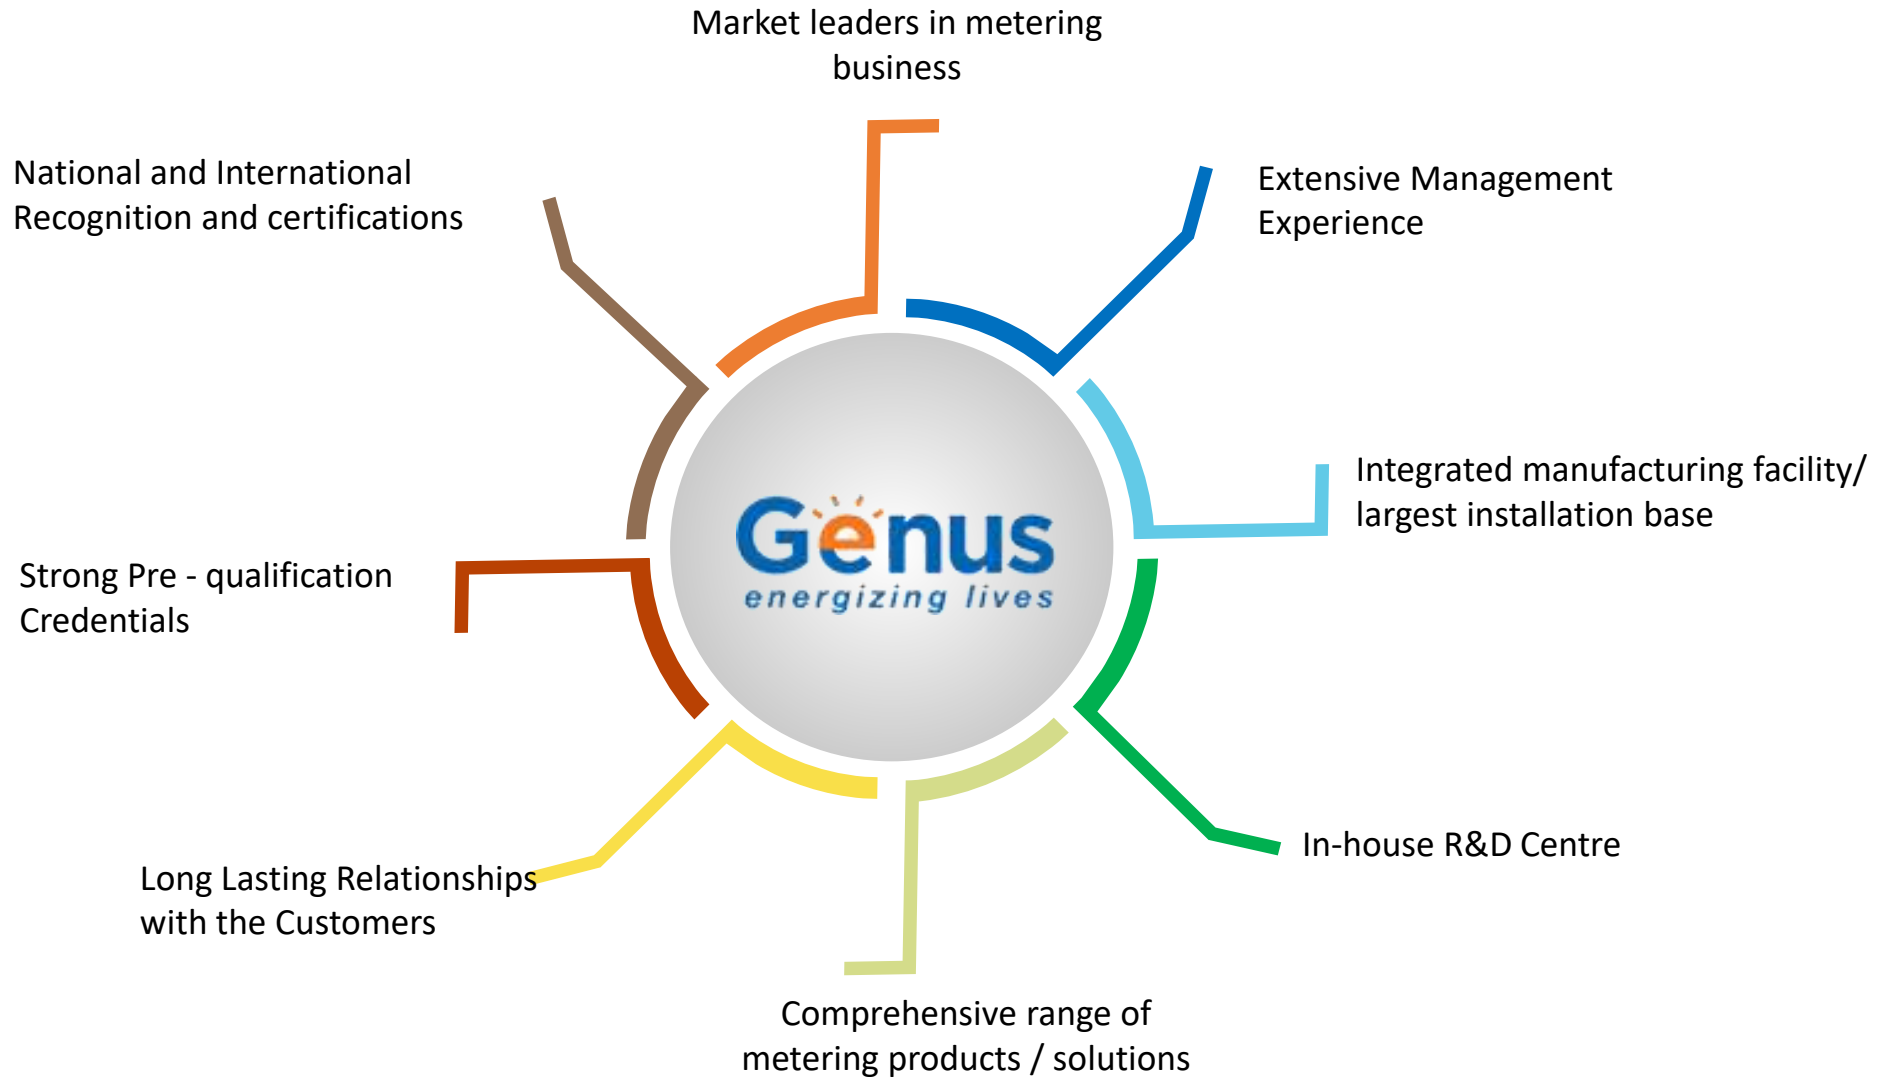 Market leaders in metering
business
National and International
Recognition and certifications
Extensive Management
Experience
Integrated manufacturing facility/
largest installation base
Genus
energizing lives
Strong Pre - qualification
Credentials
In-house R&D Centre
Long Lasting Relationships
with the Customers
Comprehensive range of
metering products / solutions